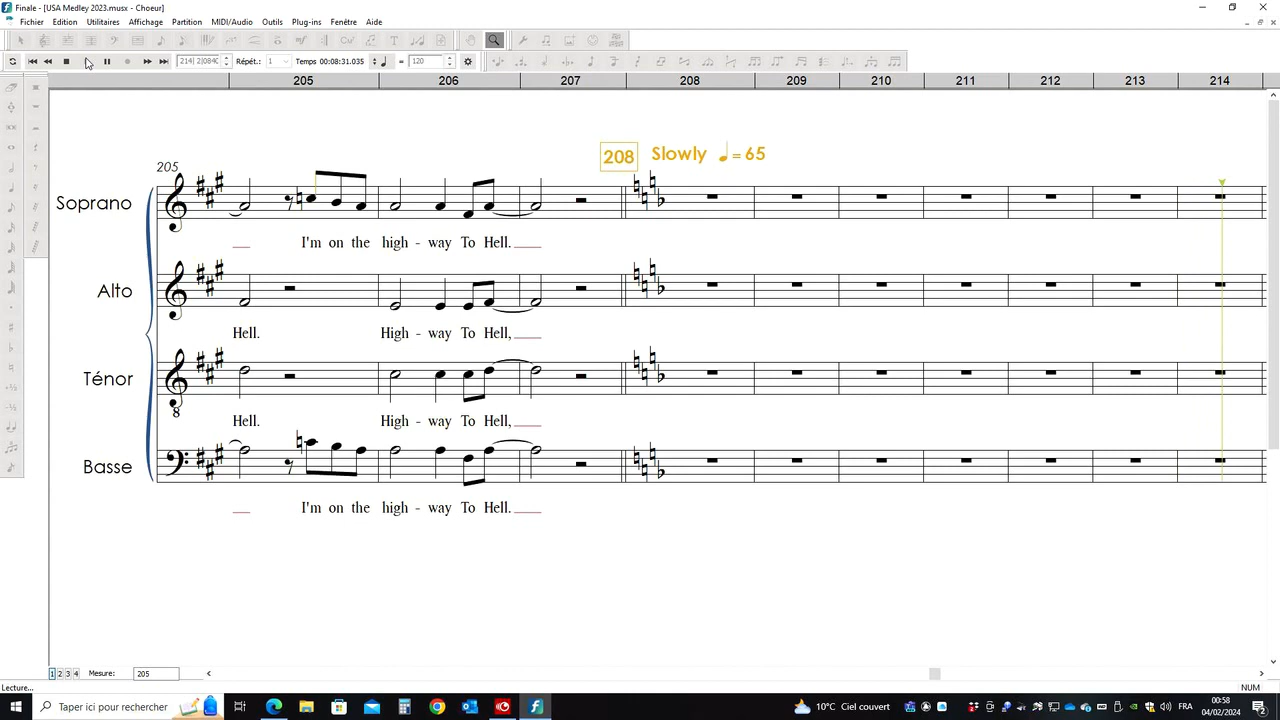 Finale - [USA Medley 2023.musx - Choeur]
Fichier Edition Utilitaires Affichage Partition MIDI/Audio Outils Plug-ins Fenêtre Aide
Répét.: 1 Temps 00:08:31.035 = 120
205 206 207 208 209 210 211 212 213 214
205 208 Slowly = 65
Soprano
I'm on the high - way To Hell.
Alto
Hell. High - way To Hell,
Ténor
8
Hell. High - way To Hell,
Basse
I'm on the high - way To Hell.
1 2 3 4 Mesure: 205
Lecture... NUM
Taper ici pour rechercher 10°C Ciel couvert FRA 00:58
04/02/2024